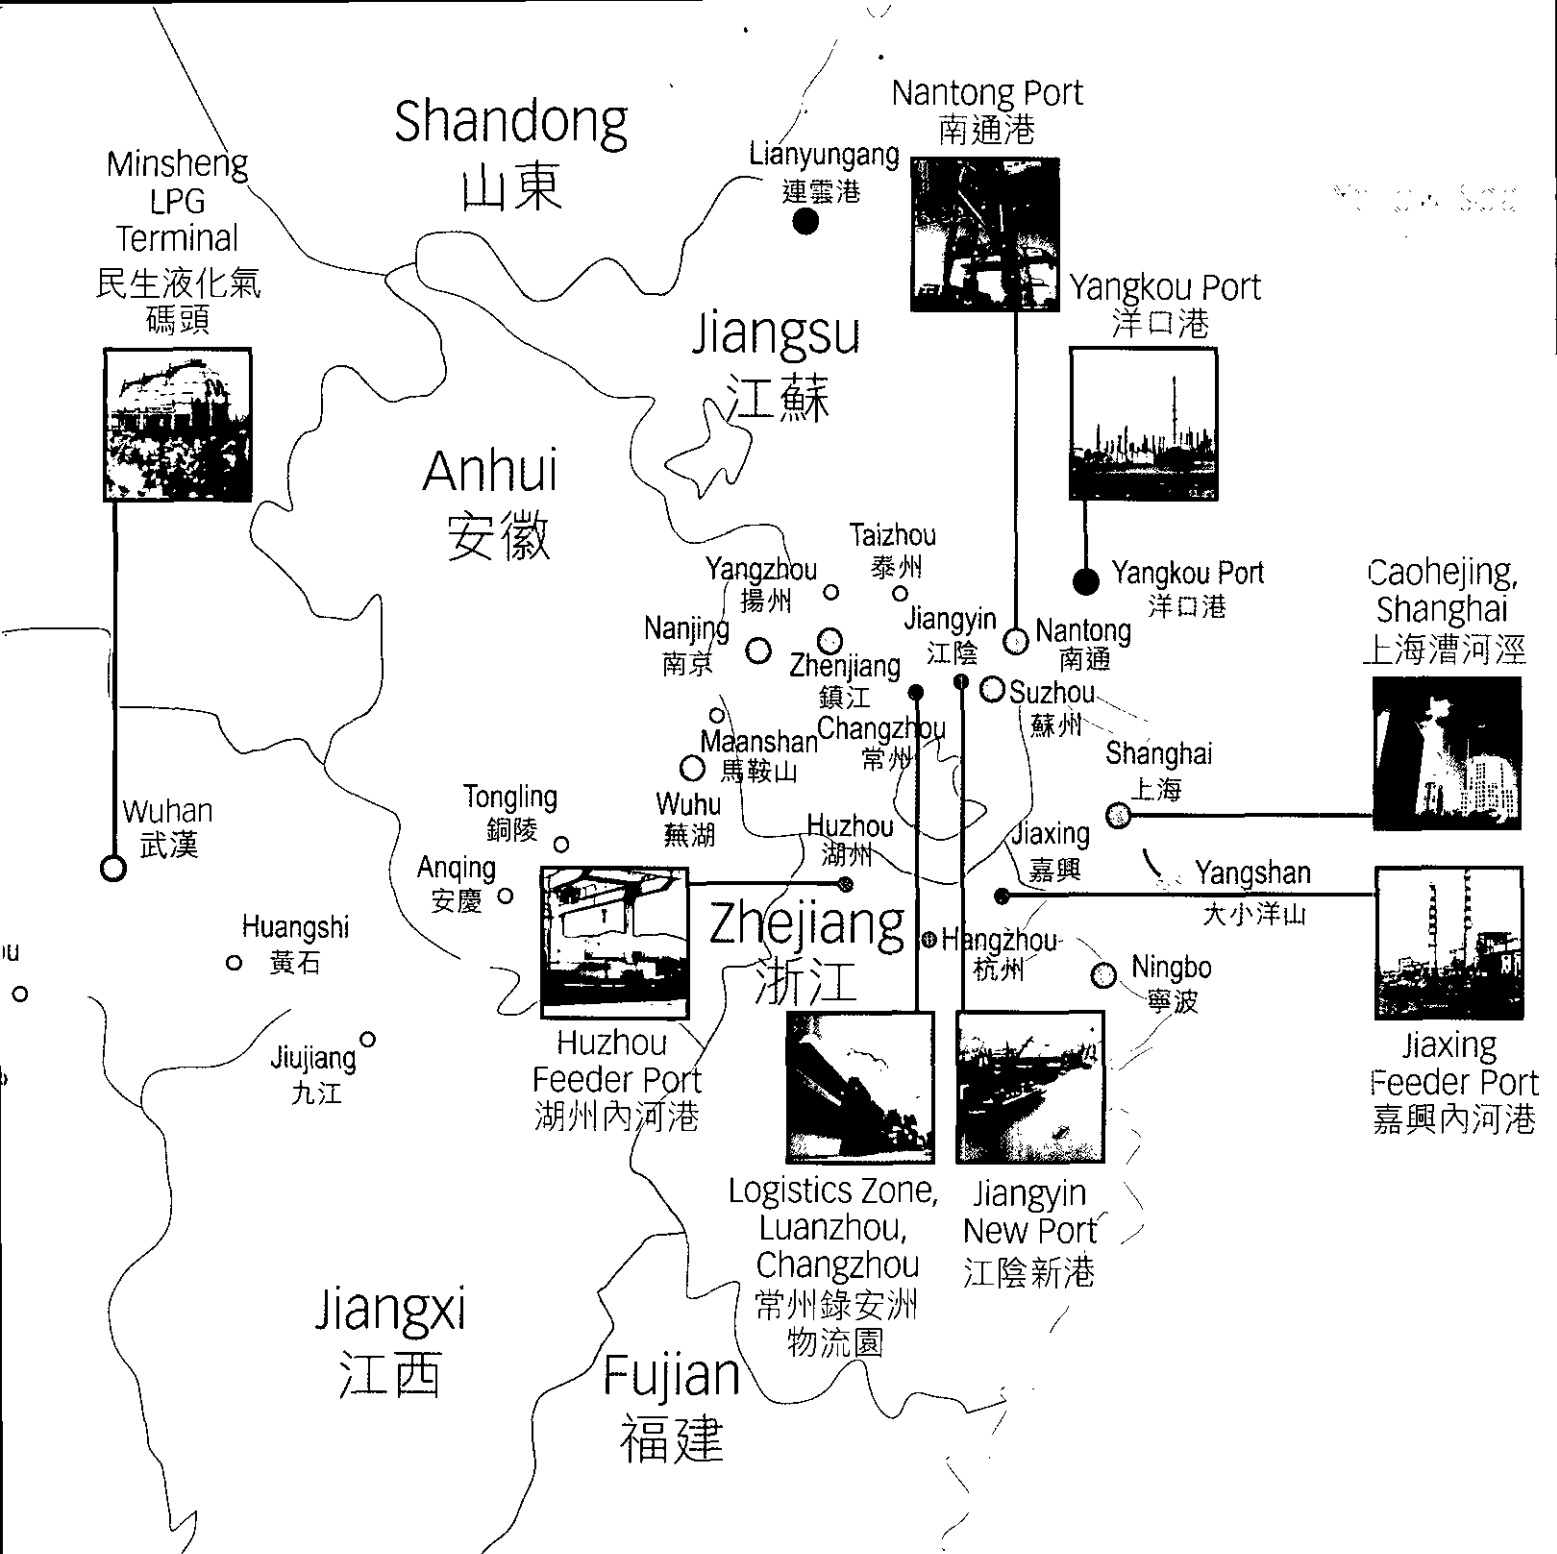 Shandong
山東
Nantong Port
南通港
Minsheng
LPG
Terminal
民生液化氣
碼頭
Lianyungang
連雲港
Yangkou Port
洋口港
Jiangsu
江蘇
Anhui
安徽
Taizhou
泰州
Yangzhou
揚州
Yangkou Port
洋口港
Caohejing,
Shanghai
上海漕河涇
Nanjing
南京
Jiangyin
江陰
Nantong
南通
Zhenjiang
鎮江
Suzhou
蘇州
Changzhou
常州
Maanshan
馬鞍山
Shanghai
上海
Wuhan
武漢
Tongling
銅陵
Wuhu
蕪湖
Huzhou
湖州
Jiaxing
嘉興
Anqing
安慶
Yangshan
大小洋山
Zhejiang
浙江
Huangshi
黃石
Hangzhou
杭州
Ningbo
寧波
Jiujiang
九江
Huzhou
Feeder Port
湖州內河港
Jiaxing
Feeder Port
嘉興內河港
Logistics Zone,
Luanzhou,
Changzhou
常州錄安洲
物流園
Jiangyin
New Port
江陰新港
Jiangxi
江西
Fujian
福建